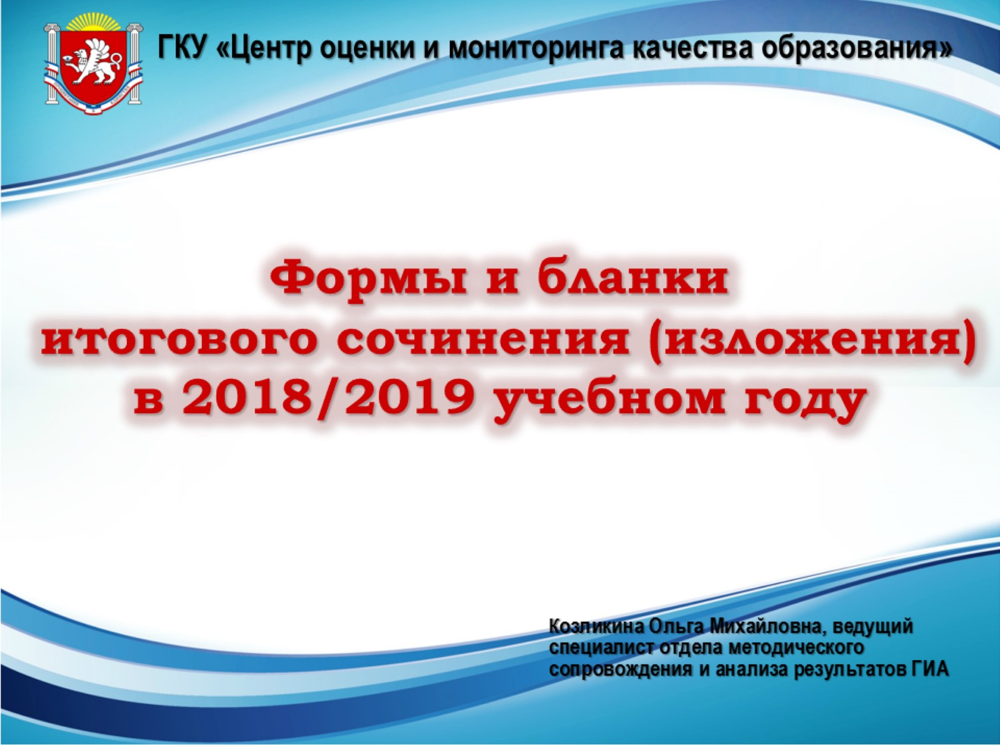 ГКУ «Центр оценки и мониторинга качества образования»
Формы и бланки
итогового сочинения (изложения)
в 2018/2019 учебном году
Козликина Ольга Михайловна, ведущий
специалист отдела методического
сопровождения и анализа результатов ГИА